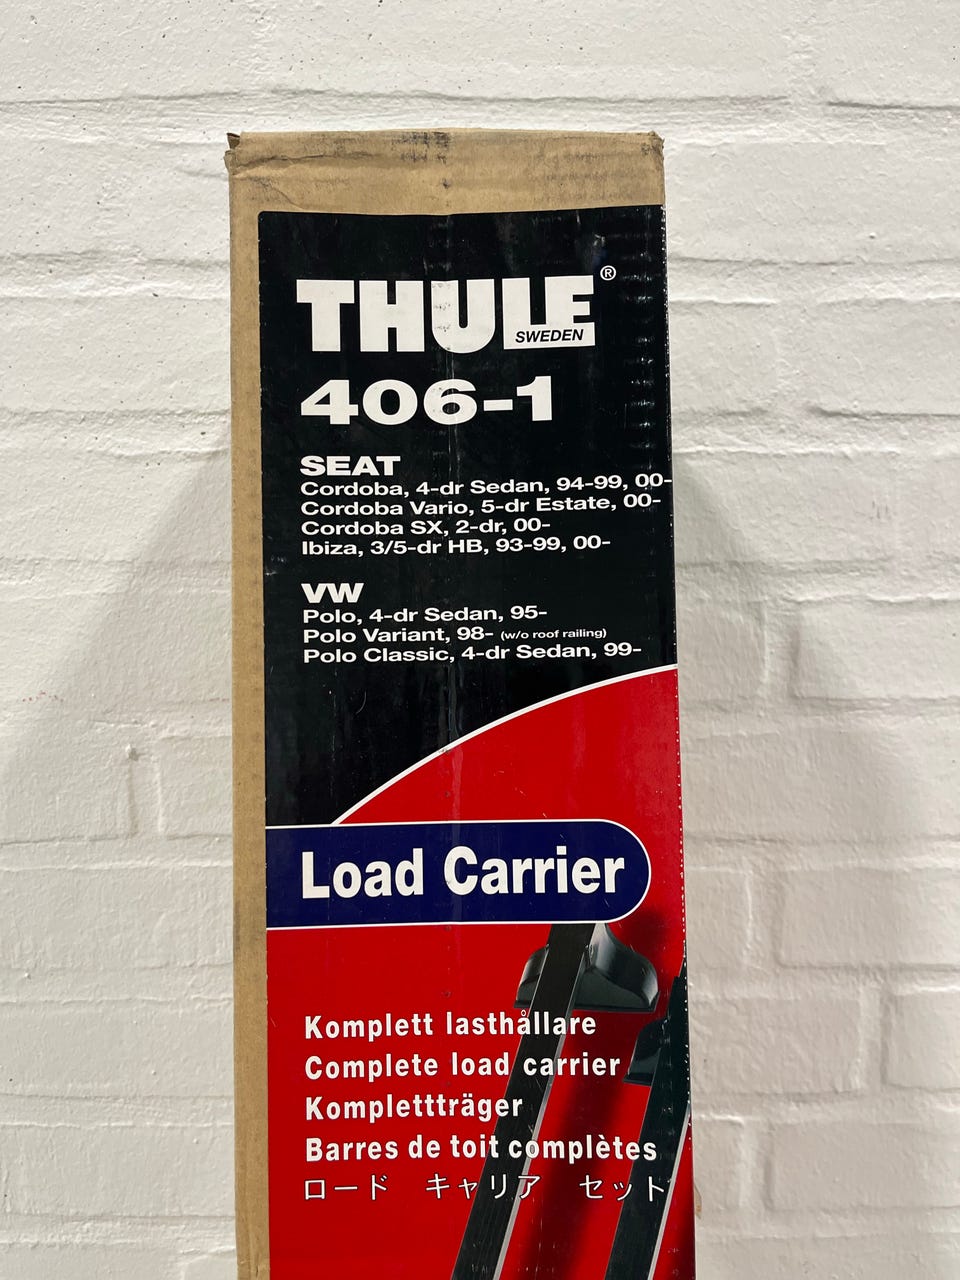 THULE®
SWEDEN
406-1
SEAT
Cordoba, 4-dr Sedan, 94-99, 00-
Cordoba Vario, 5-dr Estate, 00-
Cordoba SX, 2-dr, 00-
Ibiza, 3/5-dr HB, 93-99, 00-
VW
Polo, 4-dr Sedan, 95-
Polo Variant, 98- (w/o roof railing)
Polo Classic, 4-dr Sedan, 99-
Load Carrier
Komplett lasthållare
Complete load carrier
Komplettträger
Barres de toit complètes
ロード キャリア セット